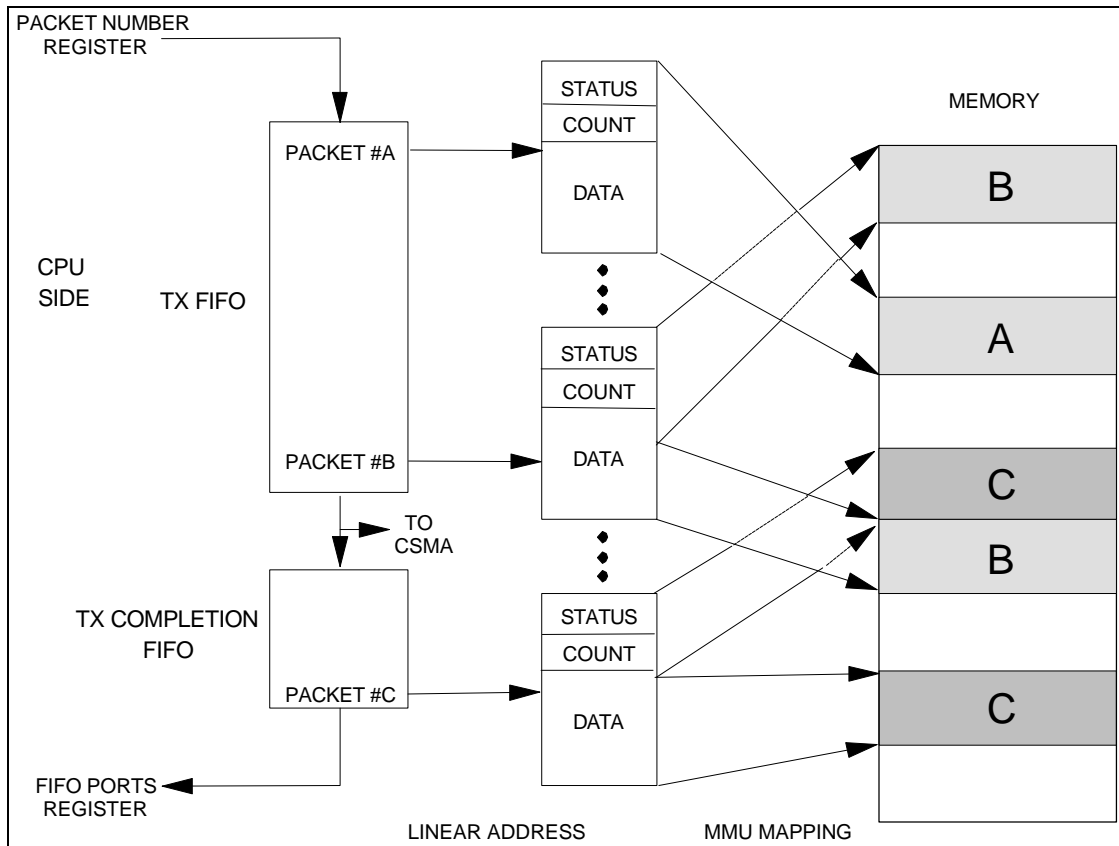 PACKET NUMBER
REGISTER
PACKET #A
CPU
SIDE
TX FIFO
PACKET #B
TO
CSMA
TX COMPLETION
FIFO
PACKET #C
FIFO PORTS
REGISTER
STATUS
COUNT
DATA
STATUS
COUNT
DATA
STATUS
COUNT
DATA
LINEAR ADDRESS
MMU MAPPING
MEMORY
B
A
C
B
C